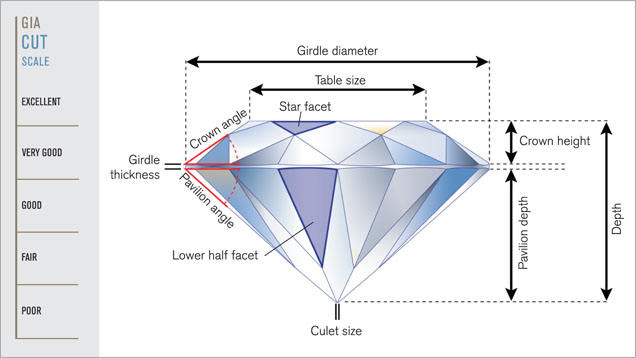 GIA
CUT
SCALE
EXCELLENT
VERY GOOD
GOOD
FAIR
POOR
Girdle diameter
Table size
Star facet
Crown angle
Crown height
Girdle
thickness
Pavilion angle
Pavilion depth
Depth
Lower half facet
Culet size